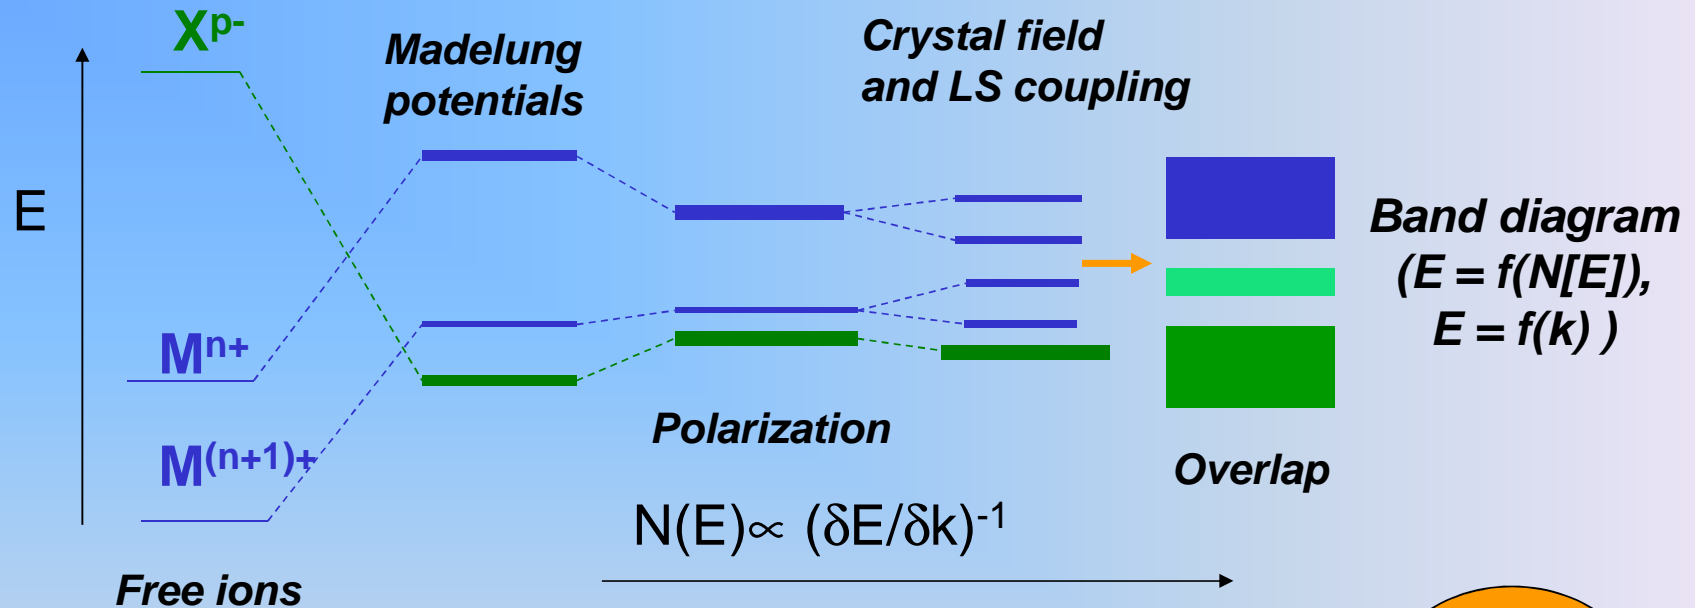 Xᵖ⁻
Madelung
potentials
Crystal field
and LS coupling
E
Band diagram
(E = f(N[E]),
E = f(k) )
Mⁿ⁺
M⁽ⁿ⁺¹⁾⁺
Polarization
Overlap
N(E)∝ (δE/δk)⁻¹
Free ions